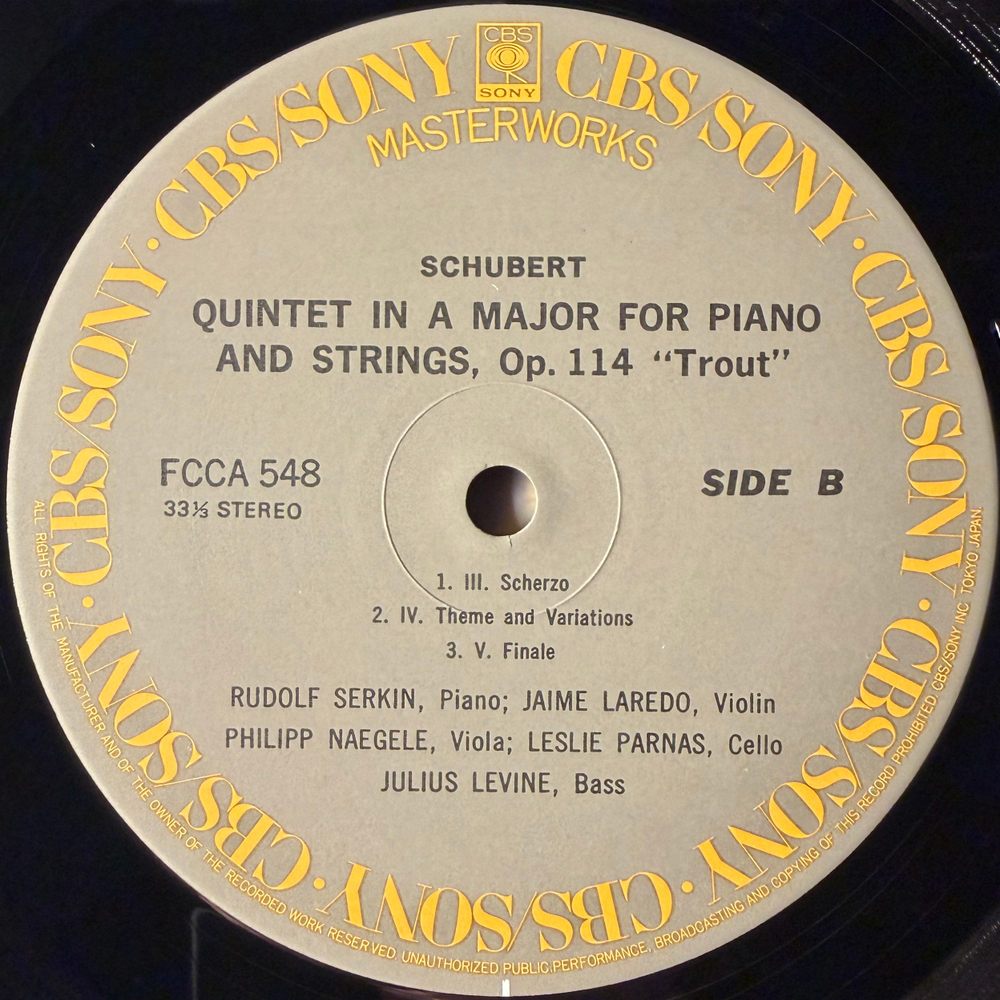 CBS
SONY
CBS/SONY · CBS/SONY · CBS/SONY · CBS/SONY · CBS/SONY · CBS/SONY · CBS/SONY · CBS/SONY
MASTERWORKS
SCHUBERT
QUINTET IN A MAJOR FOR PIANO
AND STRINGS, Op. 114 “Trout”
FCCA 548
33⅓ STEREO
SIDE B
1. III. Scherzo
2. IV. Theme and Variations
3. V. Finale
RUDOLF SERKIN, Piano; JAIME LAREDO, Violin
PHILIPP NAEGELE, Viola; LESLIE PARNAS, Cello
JULIUS LEVINE, Bass
ALL RIGHTS OF THE MANUFACTURER AND OF THE OWNER OF THE RECORDED WORK RESERVED UNAUTHORIZED PUBLIC PERFORMANCE, BROADCASTING AND COPYING OF THIS RECORD PROHIBITED CBS/SONY INC TOKYO JAPAN